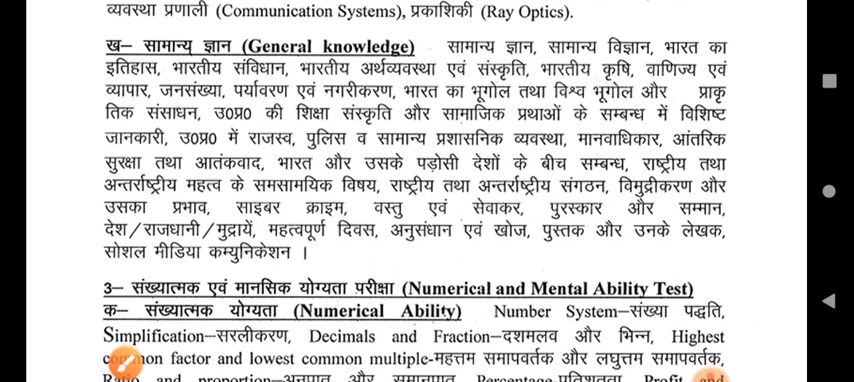 व्यवस्था प्रणाली (Communication Systems), प्रकाशिकी (Ray Optics).
ख– सामान्य ज्ञान (General knowledge) सामान्य ज्ञान, सामान्य विज्ञान, भारत का
इतिहास, भारतीय संविधान, भारतीय अर्थव्यवस्था एवं संस्कृति, भारतीय कृषि, वाणिज्य एवं
व्यापार, जनसंख्या, पर्यावरण एवं नगरीकरण, भारत का भूगोल तथा विश्व भूगोल और प्राकृ
तिक संसाधन, उ0प्र0 की शिक्षा संस्कृति और सामाजिक प्रथाओं के सम्बन्ध में विशिष्ट
जानकारी, उ0प्र0 में राजस्व, पुलिस व सामान्य प्रशासनिक व्यवस्था, मानवाधिकार, आंतरिक
सुरक्षा तथा आतंकवाद, भारत और उसके पड़ोसी देशों के बीच सम्बन्ध, राष्ट्रीय तथा
अन्तर्राष्ट्रीय महत्व के समसामयिक विषय, राष्ट्रीय तथा अन्तर्राष्ट्रीय संगठन, विमुद्रीकरण और
उसका प्रभाव, साइबर क्राइम, वस्तु एवं सेवाकर, पुरस्कार और सम्मान,
देश/राजधानी/मुद्रायें, महत्वपूर्ण दिवस, अनुसंधान एवं खोज, पुस्तक और उनके लेखक,
सोशल मीडिया कम्युनिकेशन ।
3– संख्यात्मक एवं मानसिक योग्यता परीक्षा (Numerical and Mental Ability Test)
क– संख्यात्मक योग्यता (Numerical Ability) Number System–संख्या पद्धति,
Simplification–सरलीकरण, Decimals and Fraction–दशमलव और भिन्न, Highest
common factor and lowest common multiple-महत्तम समापवर्तक और लघुत्तम समापवर्तक,
Ratio and proportion–अनुपात और समानुपात, Percentage-प्रतिशतता, Profit and